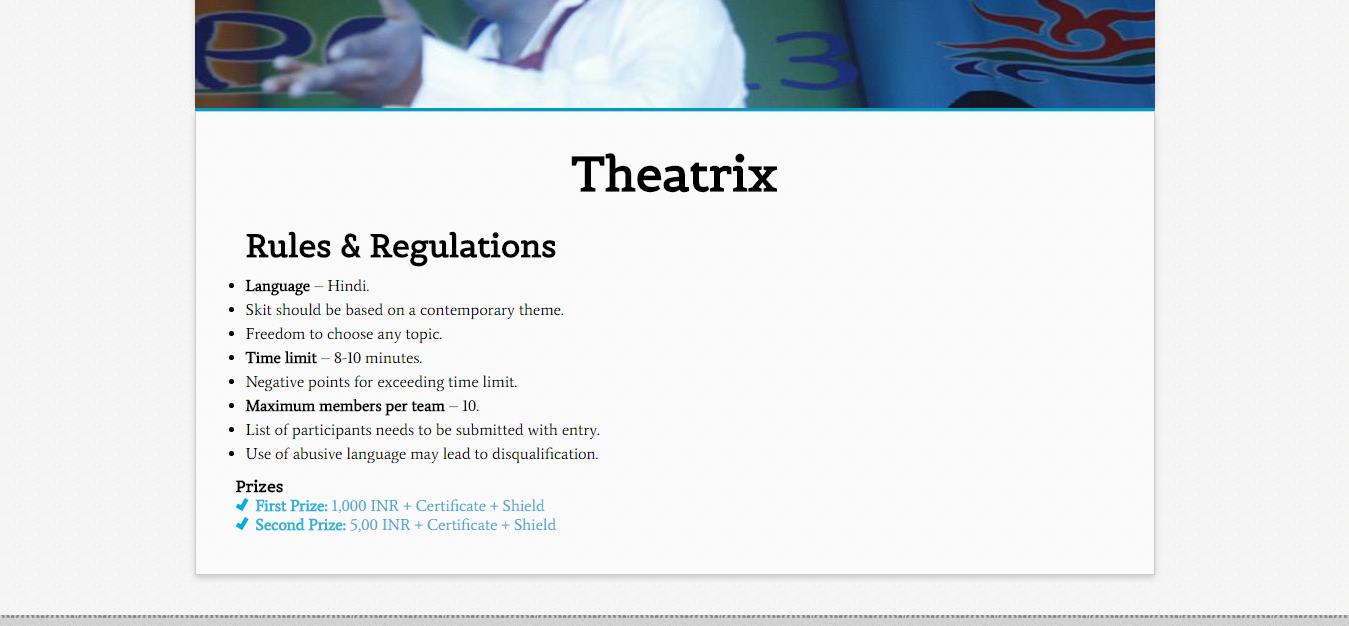 Theatrix
Rules & Regulations
Language – Hindi.
Skit should be based on a contemporary theme.
Freedom to choose any topic.
Time limit – 8-10 minutes.
Negative points for exceeding time limit.
Maximum members per team – 10.
List of participants needs to be submitted with entry.
Use of abusive language may lead to disqualification.
Prizes
First Prize: 1,000 INR + Certificate + Shield
Second Prize: 5,00 INR + Certificate + Shield